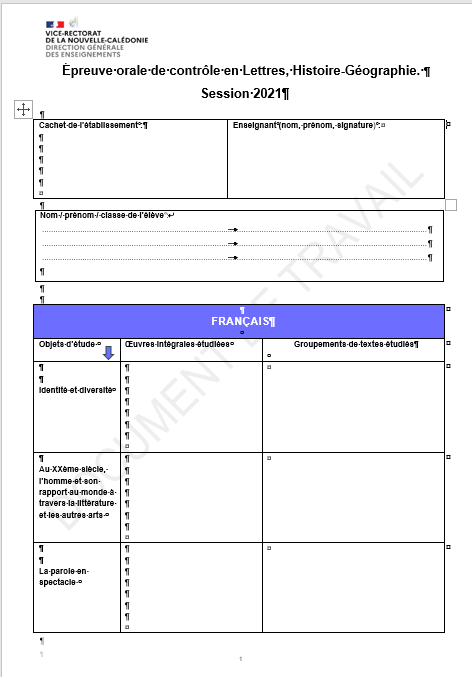 VICE-RECTORAT
DE LA NOUVELLE-CALÉDONIE
DIRECTION GÉNÉRALE
DES ENSEIGNEMENTS
Épreuve orale de contrôle en Lettres, Histoire-Géographie.
Session 2021
Cachet de l'établissement :
Enseignant (nom, prénom, signature) :
Nom / prénom / classe de l'élève :
FRANÇAIS
Objets d'étude
Œuvres intégrales étudiées
Groupements de textes étudiés
Identité et diversité
Au XXème siècle,
l'homme et son
rapport au monde à
travers la littérature
et les autres arts
La parole en
spectacle
1
DOCUMENT DE TRAVAIL